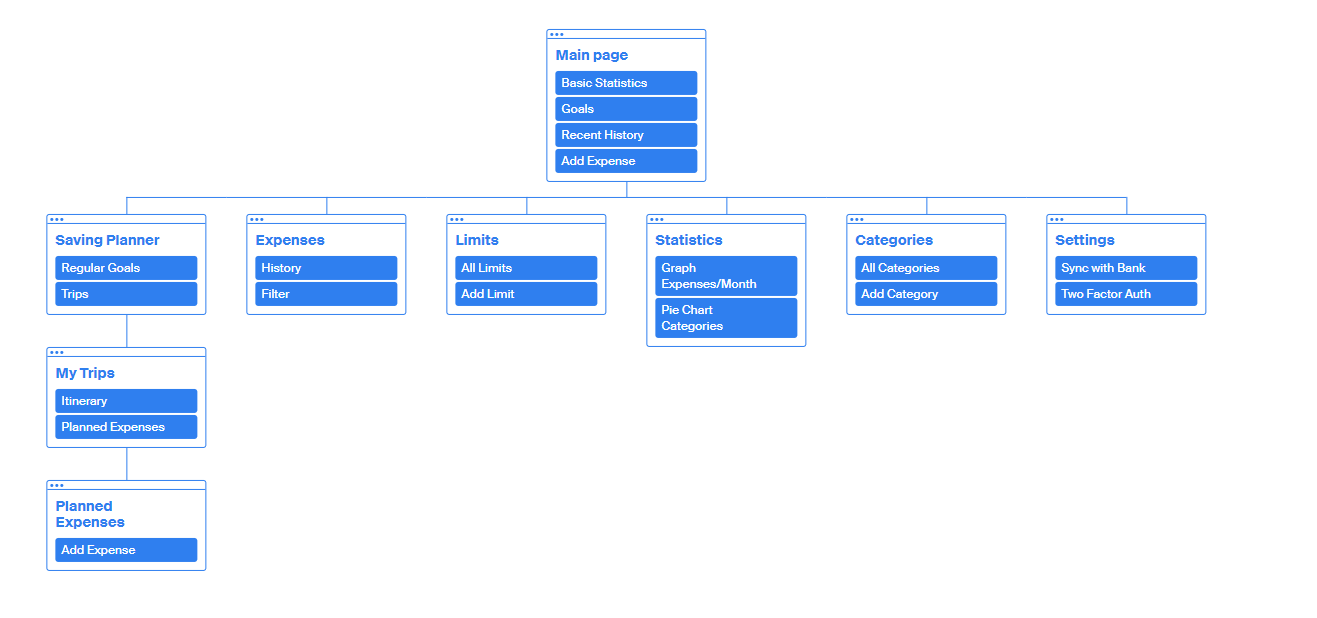 Main page
Basic Statistics
Goals
Recent History
Add Expense
Saving Planner
Regular Goals
Trips
Expenses
History
Filter
Limits
All Limits
Add Limit
Statistics
Graph
Expenses/Month
Pie Chart
Categories
Categories
All Categories
Add Category
Settings
Sync with Bank
Two Factor Auth
My Trips
Itinerary
Planned Expenses
Planned
Expenses
Add Expense